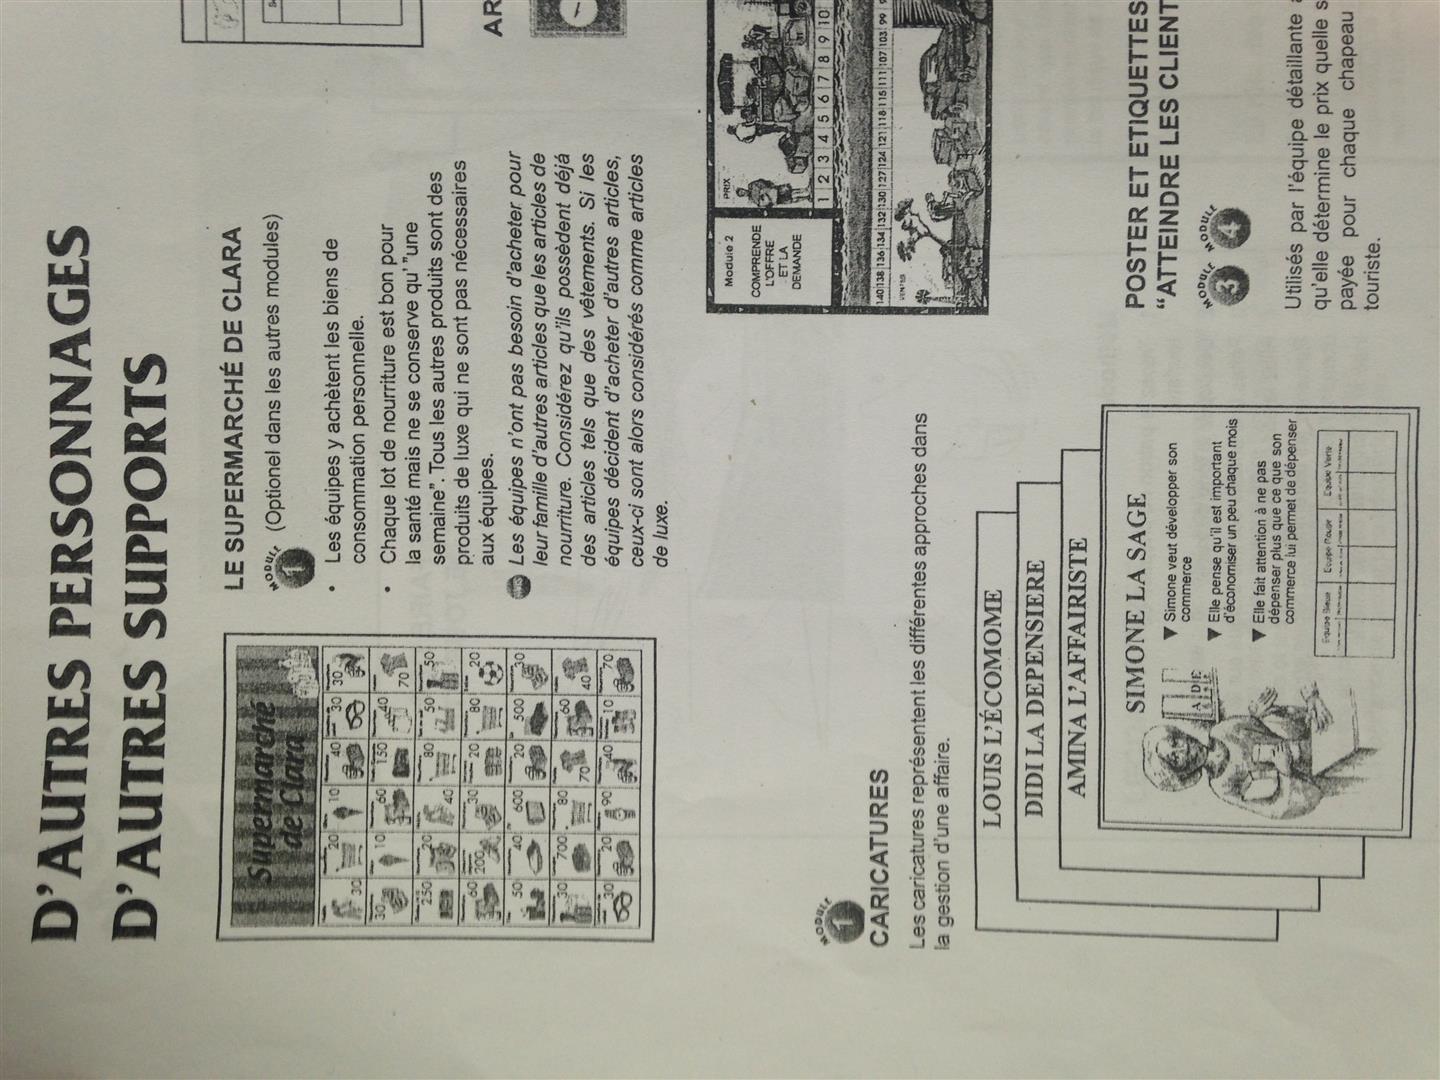 D'AUTRES PERSONNAGES
D'AUTRES SUPPORTS
Supermarché
de Clara
30 20 10 40 30 30
30 10 60 150 40 70
250 20 40 80 50 50
60 200 30 20 80 20
50 40 600 20 500 30
30 700 80 70 60 40
30 20 90 40 10 70
LE SUPERMARCHÉ DE CLARA
MODULE
1
(Optionel dans les autres modules)
• Les équipes y achètent les biens de
consommation personnelle.
• Chaque lot de nourriture est bon pour
la santé mais ne se conserve qu' "une
semaine". Tous les autres produits sont des
produits de luxe qui ne sont pas nécessaires
aux équipes.
Les équipes n'ont pas besoin d'acheter pour
leur famille d'autres articles que les articles de
nourriture. Considérez qu'ils possèdent déjá
des articles tels que des vêtements. Si les
équipes décident d'acheter d'autres articles,
ceux-ci sont alors considérés comme articles
de luxe.
MODULE
1
CARICATURES
Les caricatures représentent les différentes approches dans
la gestion d'une affaire.
LOUIS L'ÉCOMOME
DIDI LA DEPENSIERE
AMINA L'AFFAIRISTE
SIMONE LA SAGE
A D E
▼ Simone veut développer son
commerce
▼ Elle pense qu'il est important
d'économiser un peu chaque mois
▼ Elle fait attention à ne pas
dépenser plus que ce que son
commerce lui permet de dépenser
Equipe Bleue Equipe Rouge Equipe Verte
AR
1
Module 2
COMPRENDE
L'OFFRE
ET LA
DEMANDE
PRIX
1 2 3 4 5 6 7 8 9 10
140 138 136 134 132 130 127 124 121 118 115 111 107 103 99
VENTES
POSTER ET ETIQUETTES
"ATTEINDRE LES CLIENT
MODULE MODULE
3 4
Utilisés par l'équipe détaillante
qu'elle détermine le prix quelle s
payée pour chaque chapeau
touriste.